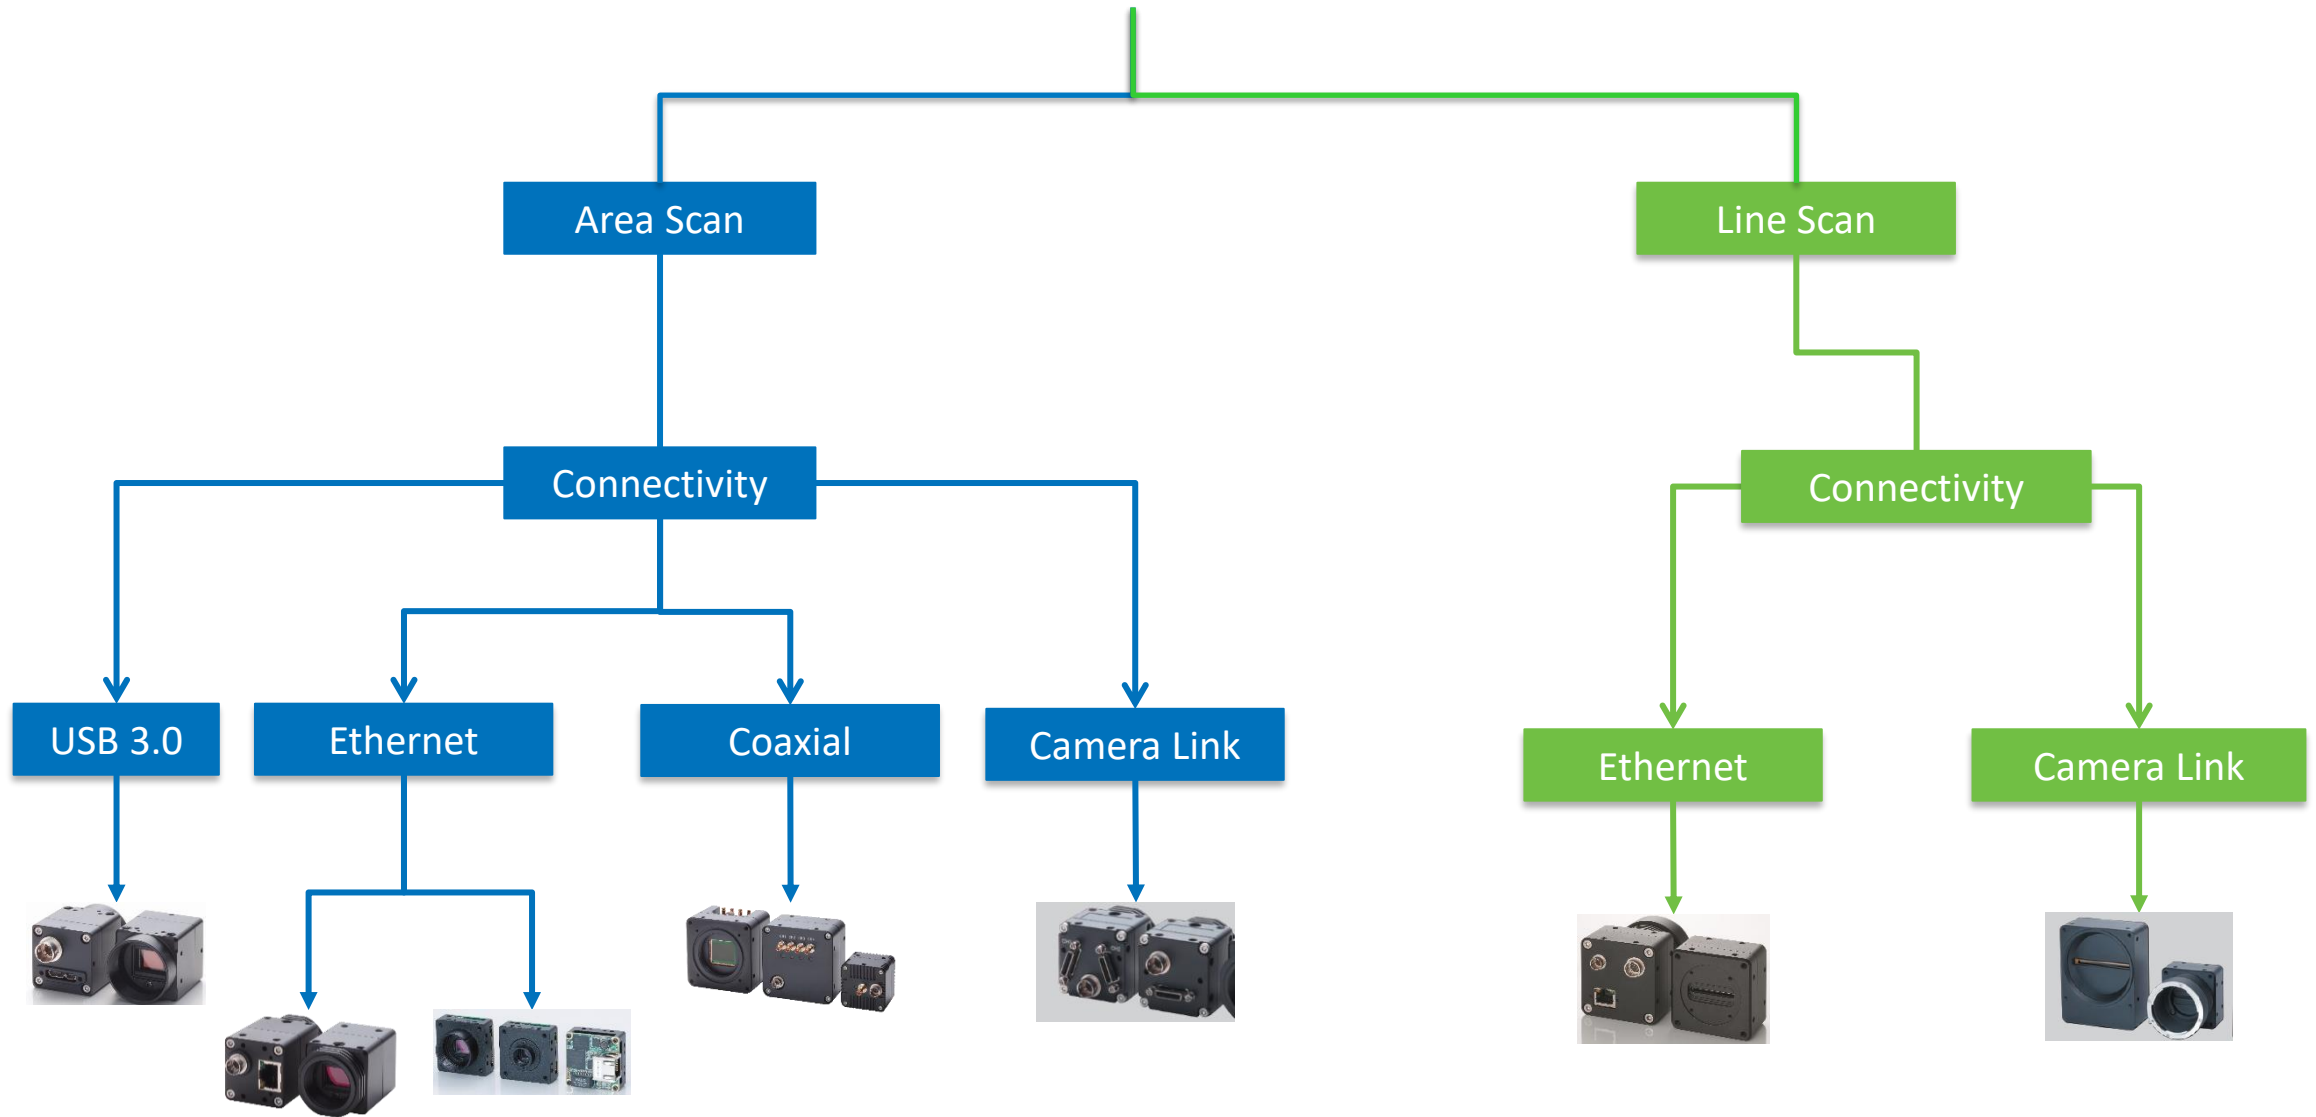 Area Scan
Line Scan
Connectivity
Connectivity
USB 3.0
Ethernet
Coaxial
Camera Link
Ethernet
Camera Link